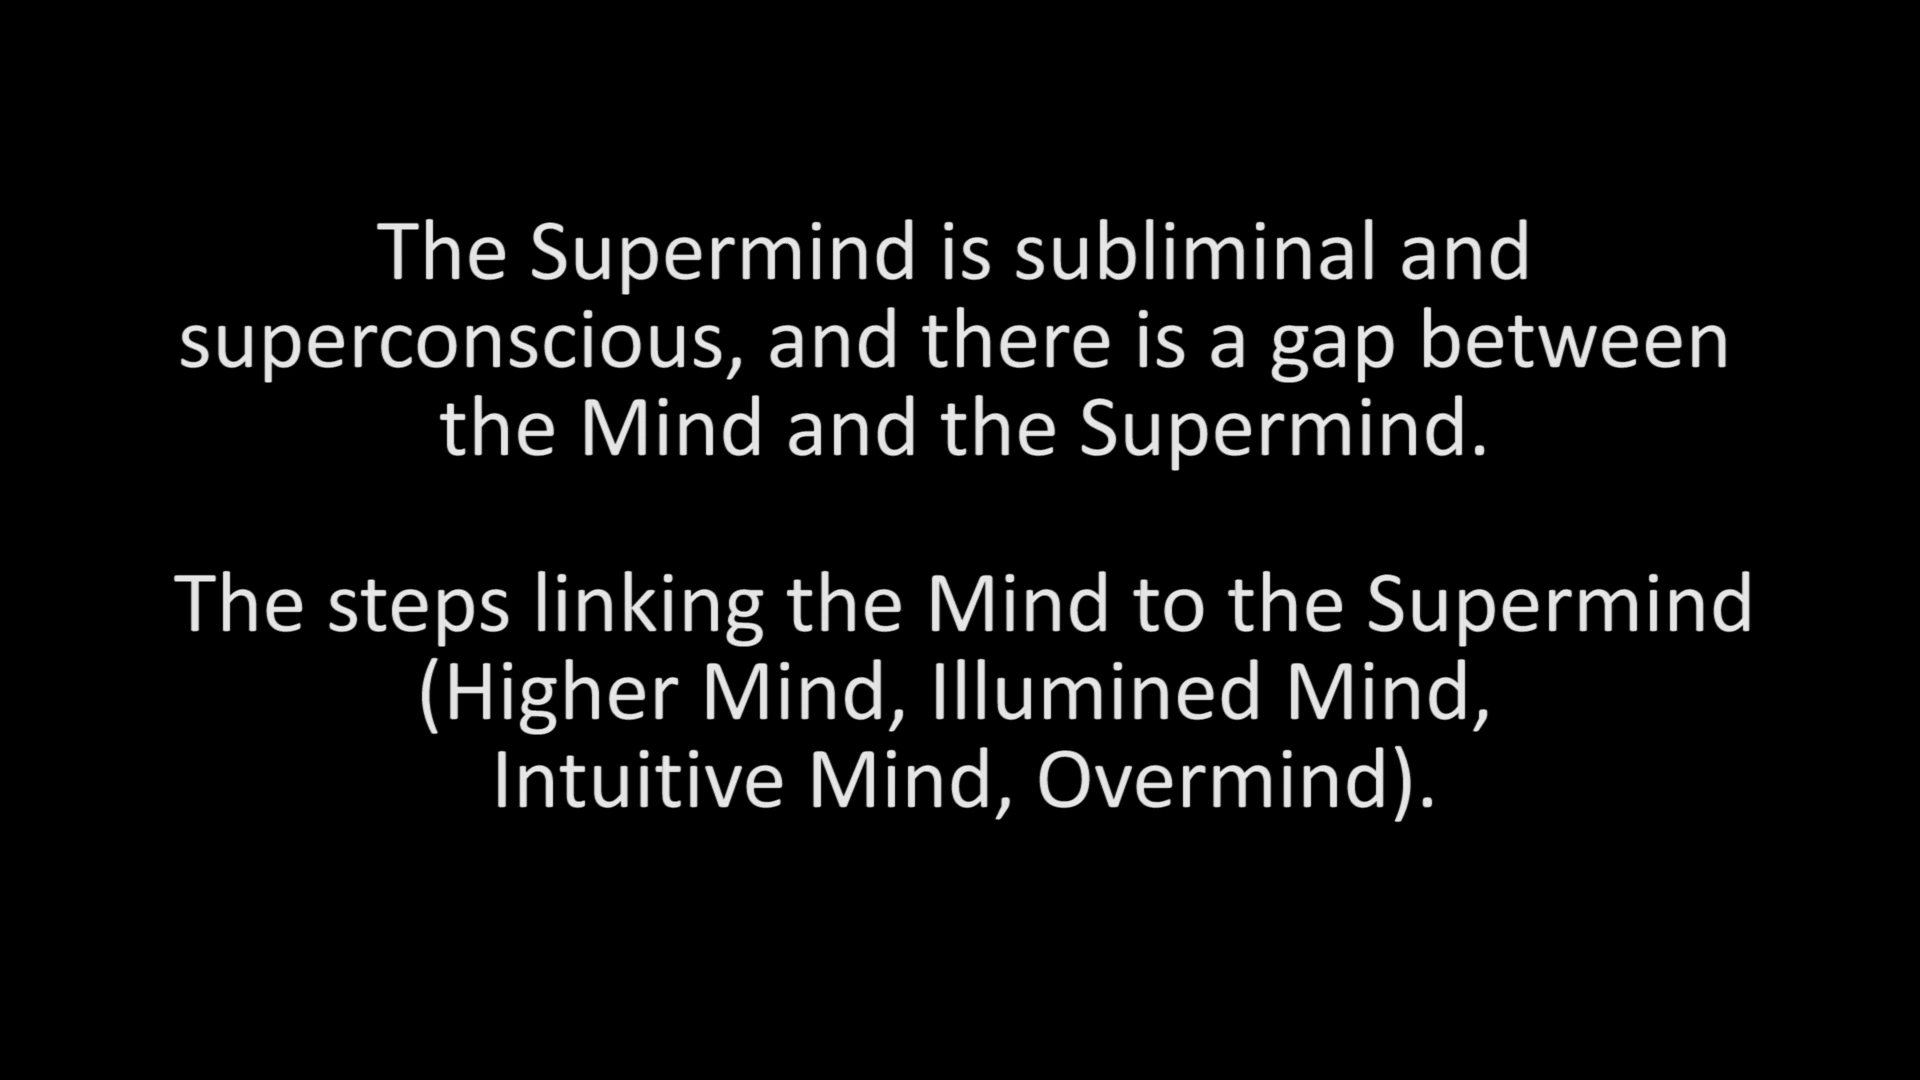 The Supermind is subliminal and
superconscious, and there is a gap between
the Mind and the Supermind.
The steps linking the Mind to the Supermind
(Higher Mind, Illumined Mind,
Intuitive Mind, Overmind).